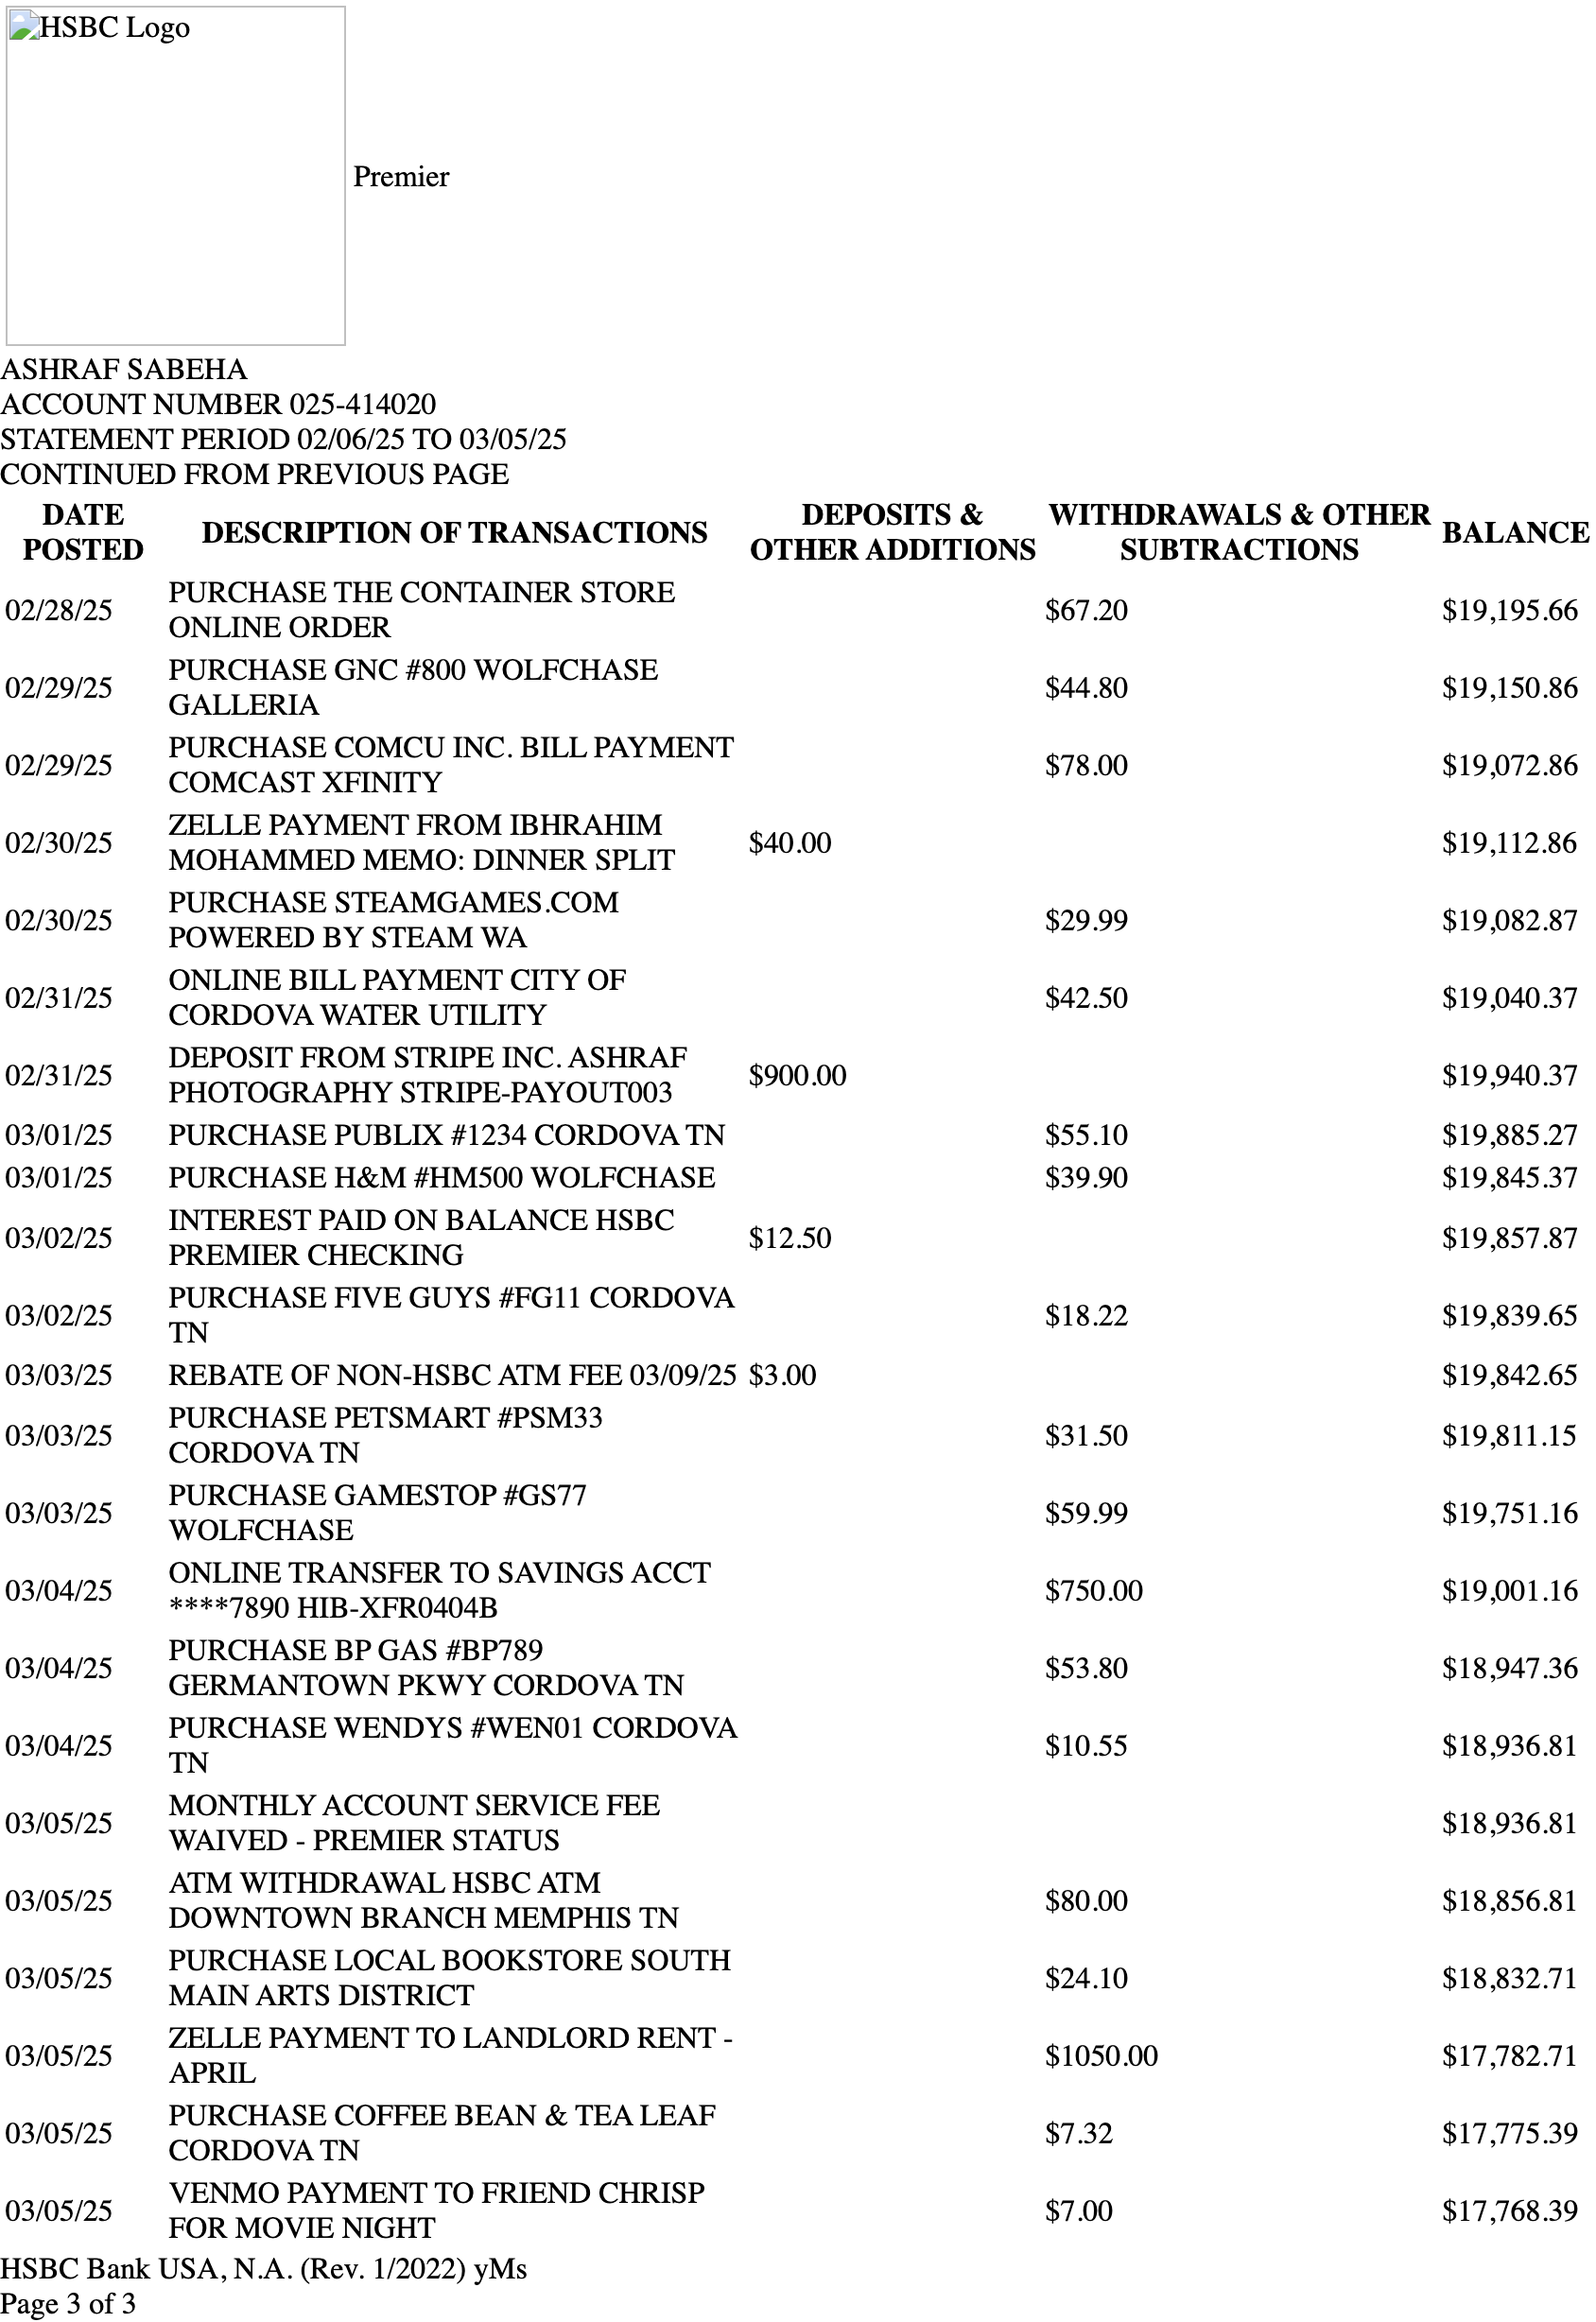 HSBC Logo
Premier
ASHRAF SABEHA
ACCOUNT NUMBER 025-414020
STATEMENT PERIOD 02/06/25 TO 03/05/25
CONTINUED FROM PREVIOUS PAGE
DATE POSTED DESCRIPTION OF TRANSACTIONS DEPOSITS & OTHER ADDITIONS WITHDRAWALS & OTHER SUBTRACTIONS BALANCE
02/28/25 PURCHASE THE CONTAINER STORE ONLINE ORDER $67.20 $19,195.66
02/29/25 PURCHASE GNC #800 WOLFCHASE GALLERIA $44.80 $19,150.86
02/29/25 PURCHASE COMCU INC. BILL PAYMENT COMCAST XFINITY $78.00 $19,072.86
02/30/25 ZELLE PAYMENT FROM IBHRAHIM MOHAMMED MEMO: DINNER SPLIT $40.00 $19,112.86
02/30/25 PURCHASE STEAMGAMES.COM POWERED BY STEAM WA $29.99 $19,082.87
02/31/25 ONLINE BILL PAYMENT CITY OF CORDOVA WATER UTILITY $42.50 $19,040.37
02/31/25 DEPOSIT FROM STRIPE INC. ASHRAF PHOTOGRAPHY STRIPE-PAYOUT003 $900.00 $19,940.37
03/01/25 PURCHASE PUBLIX #1234 CORDOVA TN $55.10 $19,885.27
03/01/25 PURCHASE H&M #HM500 WOLFCHASE $39.90 $19,845.37
03/02/25 INTEREST PAID ON BALANCE HSBC PREMIER CHECKING $12.50 $19,857.87
03/02/25 PURCHASE FIVE GUYS #FG11 CORDOVA TN $18.22 $19,839.65
03/03/25 REBATE OF NON-HSBC ATM FEE 03/09/25 $3.00 $19,842.65
03/03/25 PURCHASE PETSMART #PSM33 CORDOVA TN $31.50 $19,811.15
03/03/25 PURCHASE GAMESTOP #GS77 WOLFCHASE $59.99 $19,751.16
03/04/25 ONLINE TRANSFER TO SAVINGS ACCT ****7890 HIB-XFR0404B $750.00 $19,001.16
03/04/25 PURCHASE BP GAS #BP789 GERMANTOWN PKWY CORDOVA TN $53.80 $18,947.36
03/04/25 PURCHASE WENDYS #WEN01 CORDOVA TN $10.55 $18,936.81
03/05/25 MONTHLY ACCOUNT SERVICE FEE WAIVED - PREMIER STATUS $18,936.81
03/05/25 ATM WITHDRAWAL HSBC ATM DOWNTOWN BRANCH MEMPHIS TN $80.00 $18,856.81
03/05/25 PURCHASE LOCAL BOOKSTORE SOUTH MAIN ARTS DISTRICT $24.10 $18,832.71
03/05/25 ZELLE PAYMENT TO LANDLORD RENT - APRIL $1050.00 $17,782.71
03/05/25 PURCHASE COFFEE BEAN & TEA LEAF CORDOVA TN $7.32 $17,775.39
03/05/25 VENMO PAYMENT TO FRIEND CHRISP FOR MOVIE NIGHT $7.00 $17,768.39
HSBC Bank USA, N.A. (Rev. 1/2022) yMs
Page 3 of 3